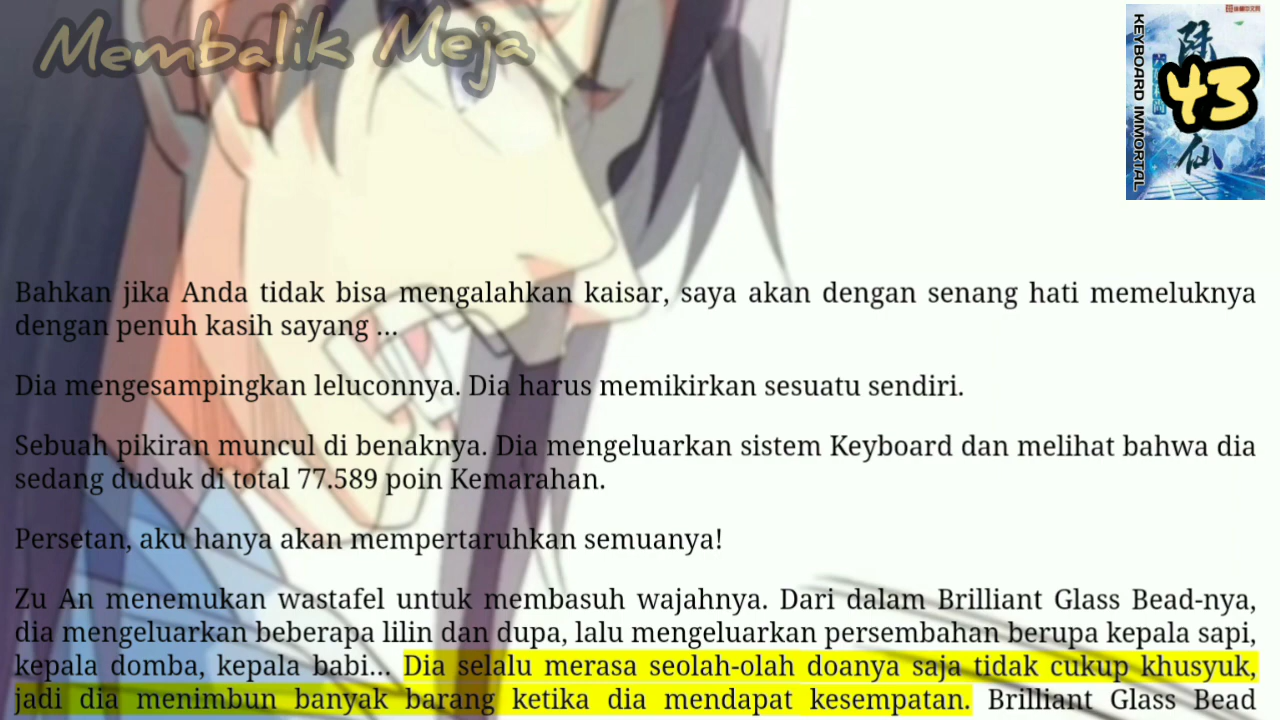 Membalik Meja
KEYBOARD IMMORTAL
陆
43
仙
Bahkan jika Anda tidak bisa mengalahkan kaisar, saya akan dengan senang hati memeluknya
dengan penuh kasih sayang ...
Dia mengesampingkan leluconnya. Dia harus memikirkan sesuatu sendiri.
Sebuah pikiran muncul di benaknya. Dia mengeluarkan sistem Keyboard dan melihat bahwa dia
sedang duduk di total 77.589 poin Kemarahan.
Persetan, aku hanya akan mempertaruhkan semuanya!
Zu An menemukan wastafel untuk membasuh wajahnya. Dari dalam Brilliant Glass Bead-nya,
dia mengeluarkan beberapa lilin dan dupa, lalu mengeluarkan persembahan berupa kepala sapi,
kepala domba, kepala babi... Dia selalu merasa seolah-olah doanya saja tidak cukup khusyuk,
jadi dia menimbun banyak barang ketika dia mendapat kesempatan. Brilliant Glass Bead